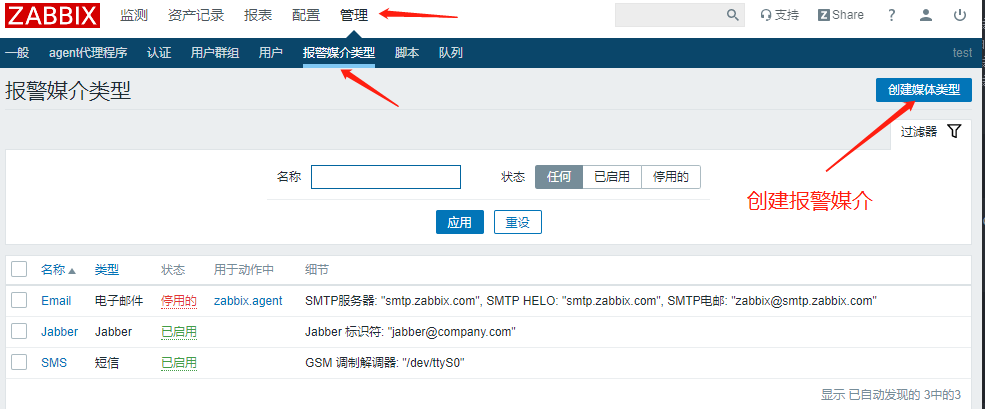 ZABBIX 监测 资产记录 报表 配置 管理 支持 Z Share ?
一般 agent代理程序 认证 用户群组 用户 报警媒介类型 脚本 队列 test
报警媒介类型 创建媒体类型
过滤器
名称 状态 任何 已启用 停用的
创建报警媒介
应用 重设
名称 类型 状态 用于动作中 细节
Email 电子邮件 停用的 zabbix.agent SMTP服务器: "smtp.zabbix.com", SMTP HELO: "smtp.zabbix.com", SMTP电邮: "zabbix@smtp.zabbix.com"
Jabber Jabber 已启用 Jabber 标识符: "jabber@company.com"
SMS 短信 已启用 GSM 调制解调器: "/dev/ttyS0"
显示 已自动发现的 3中的3